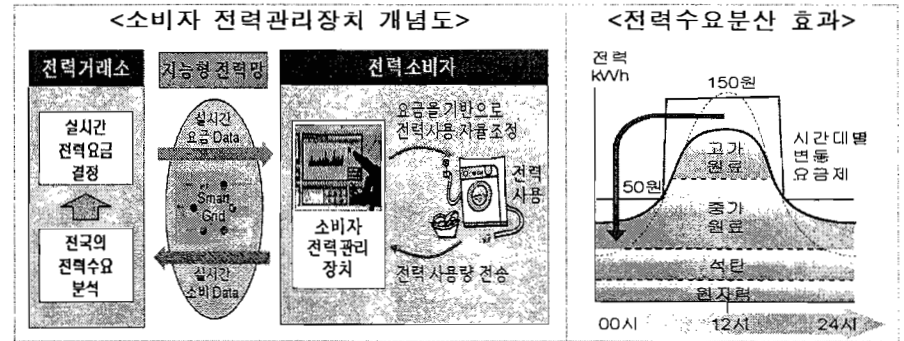 <소비자 전력관리장치 개념도>
전력거래소
실시간
전력요금
결정
전국의
전력수요
분석
지능형 전력망
실시간
요금 Data
Smart
Grid
실시간
소비 Data
전력소비자
요금을 기반으로
전력사용 자율조정
전력
사용
소비자
전력관리
장치
전력 사용량 전송
<전력수요분산 효과>
전력
kWh
150원
50원
시간대별
변동
요금제
고가
원료
중가
원료
석탄
원자력
00시
12시
24시